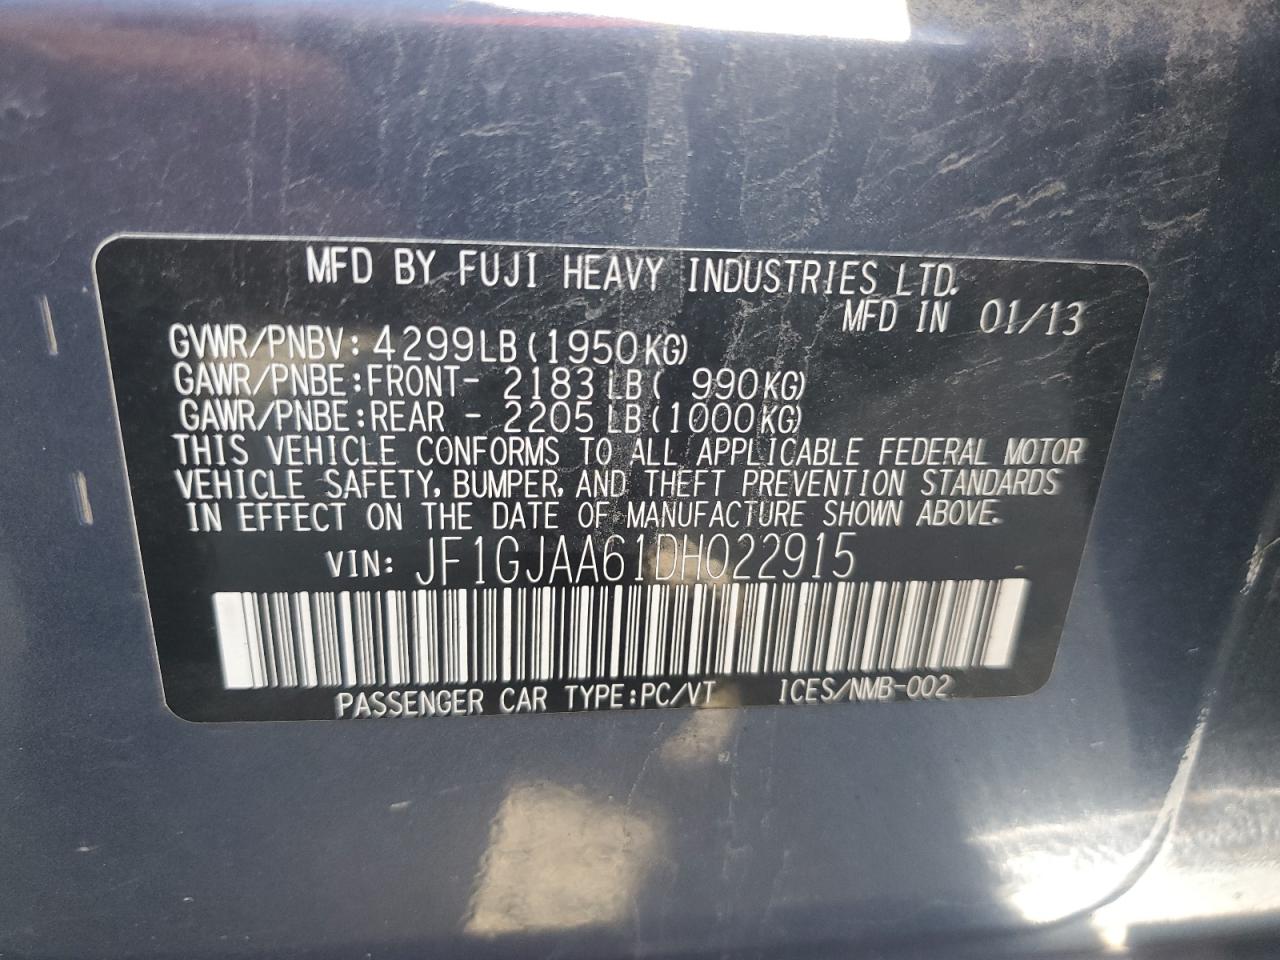 MFD BY FUJI HEAVY INDUSTRIES LTD.
MFD IN 01/13
GVWR/PNBV: 4299LB(1950KG)
GAWR/PNBE:FRONT- 2183LB( 990KG)
GAWR/PNBE:REAR - 2205LB(1000KG)
THIS VEHICLE CONFORMS TO ALL APPLICABLE FEDERAL MOTOR
VEHICLE SAFETY, BUMPER, AND THEFT PREVENTION STANDARDS
IN EFFECT ON THE DATE OF MANUFACTURE SHOWN ABOVE.
VIN: JF1GJAA61DH022915
PASSENGER CAR TYPE:PC/VT ICES/NMB-002